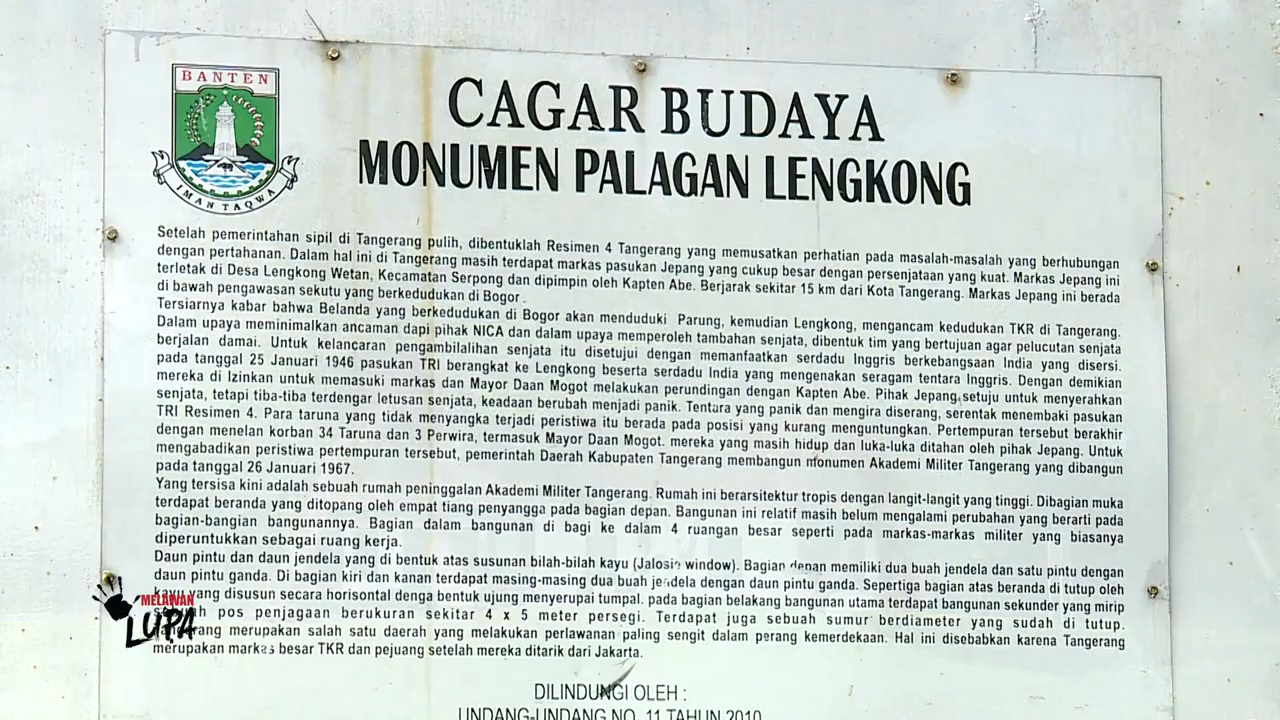 BANTEN
IMAN TAQWA
CAGAR BUDAYA
MONUMEN PALAGAN LENGKONG
Setelah pemerintahan sipil di Tangerang pulih, dibentuklah Resimen 4 Tangerang yang memusatkan perhatian pada masalah-masalah yang berhubungan
dengan pertahanan. Dalam hal ini di Tangerang masih terdapat markas pasukan Jepang yang cukup besar dengan persenjataan yang kuat. Markas Jepang ini
terletak di Desa Lengkong Wetan, Kecamatan Serpong dan dipimpin oleh Kapten Abe. Berjarak sekitar 15 km dari Kota Tangerang. Markas Jepang ini berada
di bawah pengawasan sekutu yang berkedudukan di Bogor .
Tersiarnya kabar bahwa Belanda yang berkedudukan di Bogor akan menduduki Parung, kemudian Lengkong, mengancam kedudukan TKR di Tangerang.
Dalam upaya meminimalkan ancaman dapi pihak NICA dan dalam upaya memperoleh tambahan senjata, dibentuk tim yang bertujuan agar pelucutan senjata
berjalan damai. Untuk kelancaran pengambilalihan senjata itu disetujui dengan memanfaatkan serdadu Inggris berkebangsaan India yang disersi.
pada tanggal 25 Januari 1946 pasukan TRI berangkat ke Lengkong beserta serdadu India yang mengenakan seragam tentara Inggris. Dengan demikian
mereka di Izinkan untuk memasuki markas dan Mayor Daan Mogot melakukan perundingan dengan Kapten Abe. Pihak Jepang setuju untuk menyerahkan
senjata, tetapi tiba-tiba terdengar letusan senjata, keadaan berubah menjadi panik. Tentara yang panik dan mengira diserang, serentak menembaki pasukan
TRI Resimen 4. Para taruna yang tidak menyangka terjadi peristiwa itu berada pada posisi yang kurang menguntungkan. Pertempuran tersebut berakhir
dengan menelan korban 34 Taruna dan 3 Perwira, termasuk Mayor Daan Mogot. mereka yang masih hidup dan luka-luka ditahan oleh pihak Jepang. Untuk
mengabadikan peristiwa pertempuran tersebut, pemerintah Daerah Kabupaten Tangerang membangun monumen Akademi Militer Tangerang yang dibangun
pada tanggal 26 Januari 1967.
Yang tersisa kini adalah sebuah rumah peninggalan Akademi Militer Tangerang. Rumah ini berarsitektur tropis dengan langit-langit yang tinggi. Dibagian muka
terdapat beranda yang ditopang oleh empat tiang penyangga pada bagian depan. Bangunan ini relatif masih belum mengalami perubahan yang berarti pada
bagian-bangian bangunannya. Bagian dalam bangunan di bagi ke dalam 4 ruangan besar seperti pada markas-markas militer yang biasanya
diperuntukkan sebagai ruang kerja.
Daun pintu dan daun jendela yang di bentuk atas susunan bilah-bilah kayu (Jalosie window). Bagian depan memiliki dua buah jendela dan satu pintu dengan
daun pintu ganda. Di bagian kiri dan kanan terdapat masing-masing dua buah jendela dengan daun pintu ganda. Sepertiga bagian atas beranda di tutup oleh
yang disusun secara horisontal denga bentuk ujung menyerupai tumpal. pada bagian belakang bangunan utama terdapat bangunan sekunder yang mirip
pos penjagaan berukuran sekitar 4 x 5 meter persegi. Terdapat juga sebuah sumur berdiameter yang sudah di tutup.
merupakan salah satu daerah yang melakukan perlawanan paling sengit dalam perang kemerdekaan. Hal ini disebabkan karena Tangerang
merupakan markas besar TKR dan pejuang setelah mereka ditarik dari Jakarta.
MELAWAN
LUPA
DILINDUNGI OLEH :
UNDANG-UNDANG NO. 11 TAHUN 2010